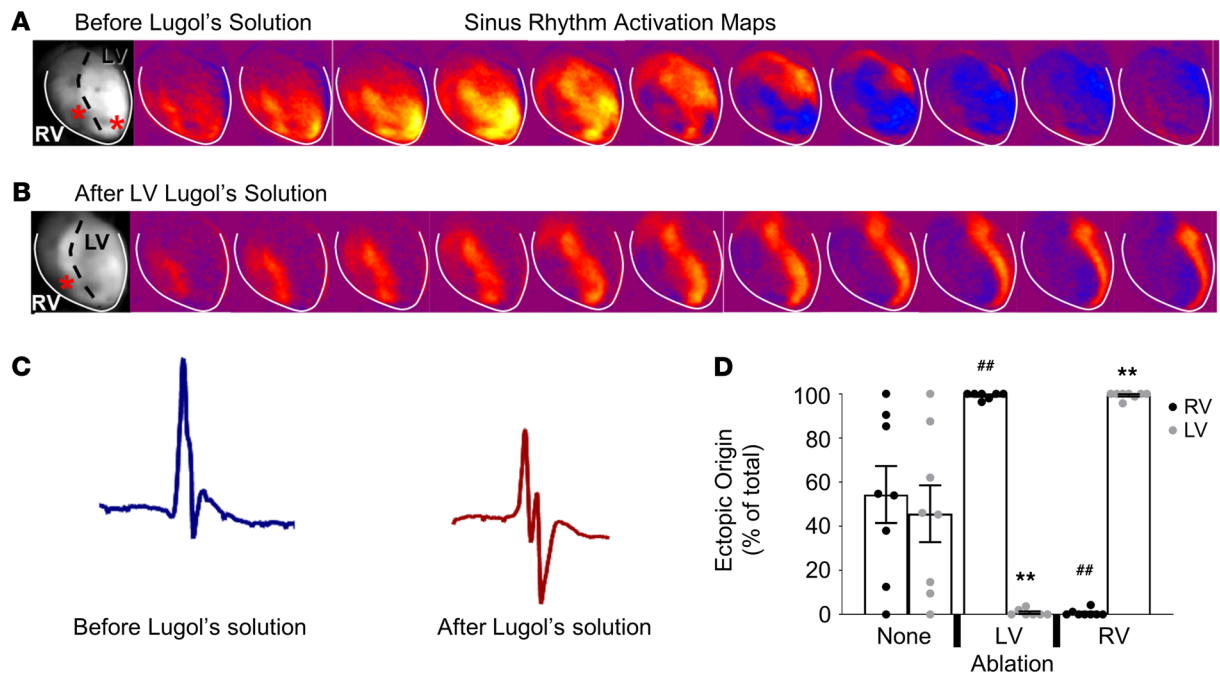 A Before Lugol's Solution Sinus Rhythm Activation Maps
LV
* *
RV
B After LV Lugol's Solution
LV
*
RV
C
Before Lugol's solution After Lugol's solution
D
Ectopic Origin
(% of total)
100
80
60
40
20
0
##
**
**
##
RV
LV
None LV RV
Ablation